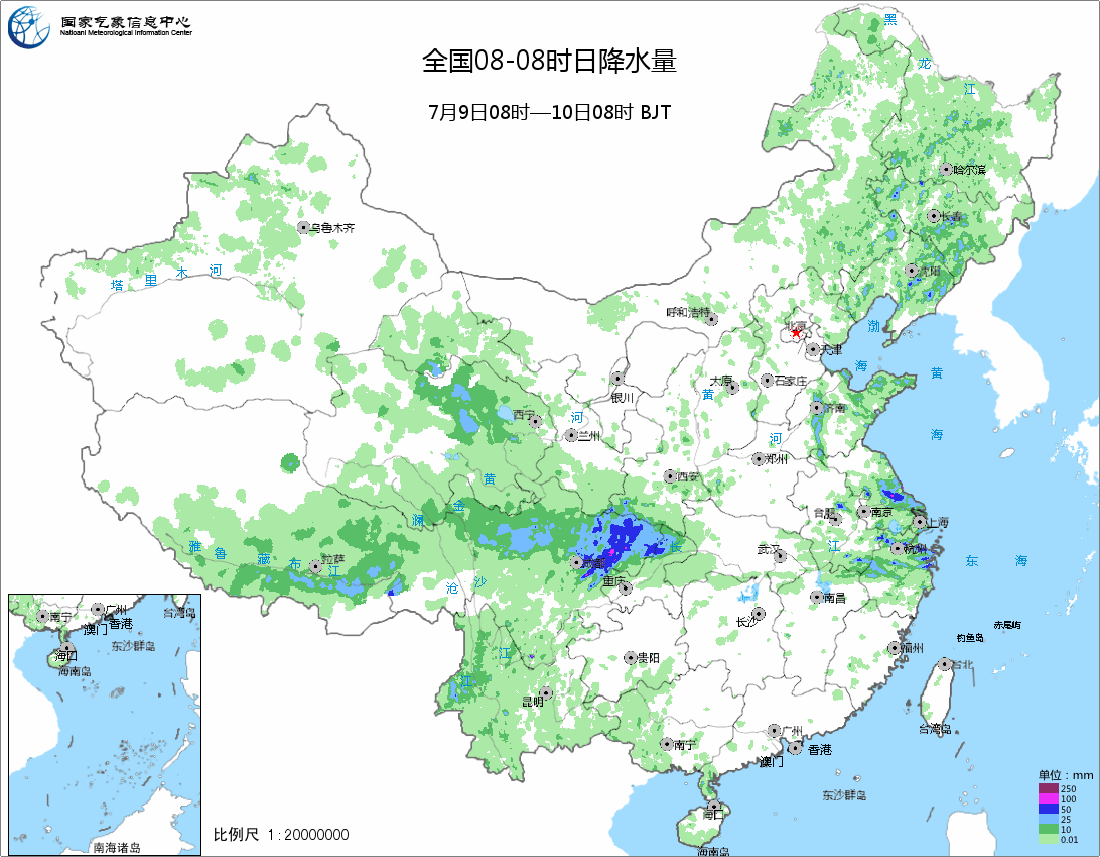 国家气象信息中心
Naitioanl Meteorological Information Center
全国08-08时日降水量
7月9日08时—10日08时 BJT
黑
龙
江
哈尔滨
长春
沈阳
乌鲁木齐
塔
里
木
河
呼和浩特
北京
天津
渤
海
黄
海
银川
太原
石家庄
济南
黄
河
西宁
兰州
河
郑州
西安
黄
金
澜
雅
鲁
藏
布
江
拉萨
沧
沙
江
江
成都
重庆
长
武汉
合肥
南京
上海
杭州
江
东
海
南昌
长沙
贵阳
昆明
福州
钓鱼岛
赤尾屿
台北
台湾岛
南宁
广州
香港
澳门
东沙群岛
海口
海南岛
南宁
广州
香港
澳门
台湾岛
东沙群岛
海口
海南岛
南海诸岛
比例尺 1:20000000
单位：mm
250
100
50
25
10
0.01